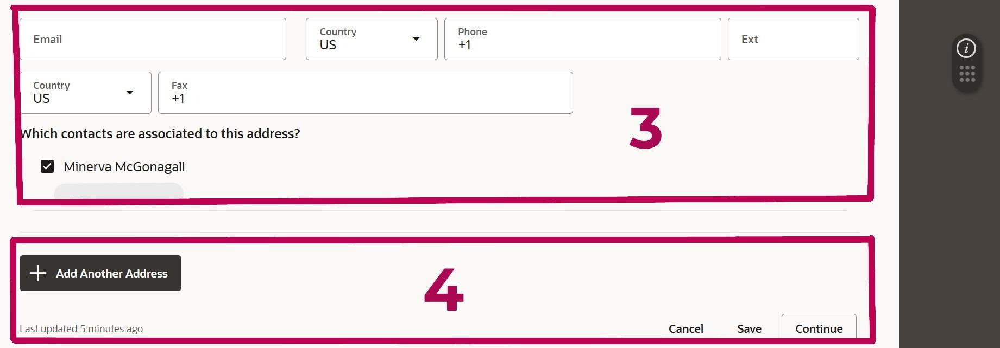 Email
Country
US
Phone
+1
Ext
Country
US
Fax
+1
3
Which contacts are associated to this address?
Minerva McGonagall
Add Another Address
4
Last updated 5 minutes ago
Cancel
Save
Continue